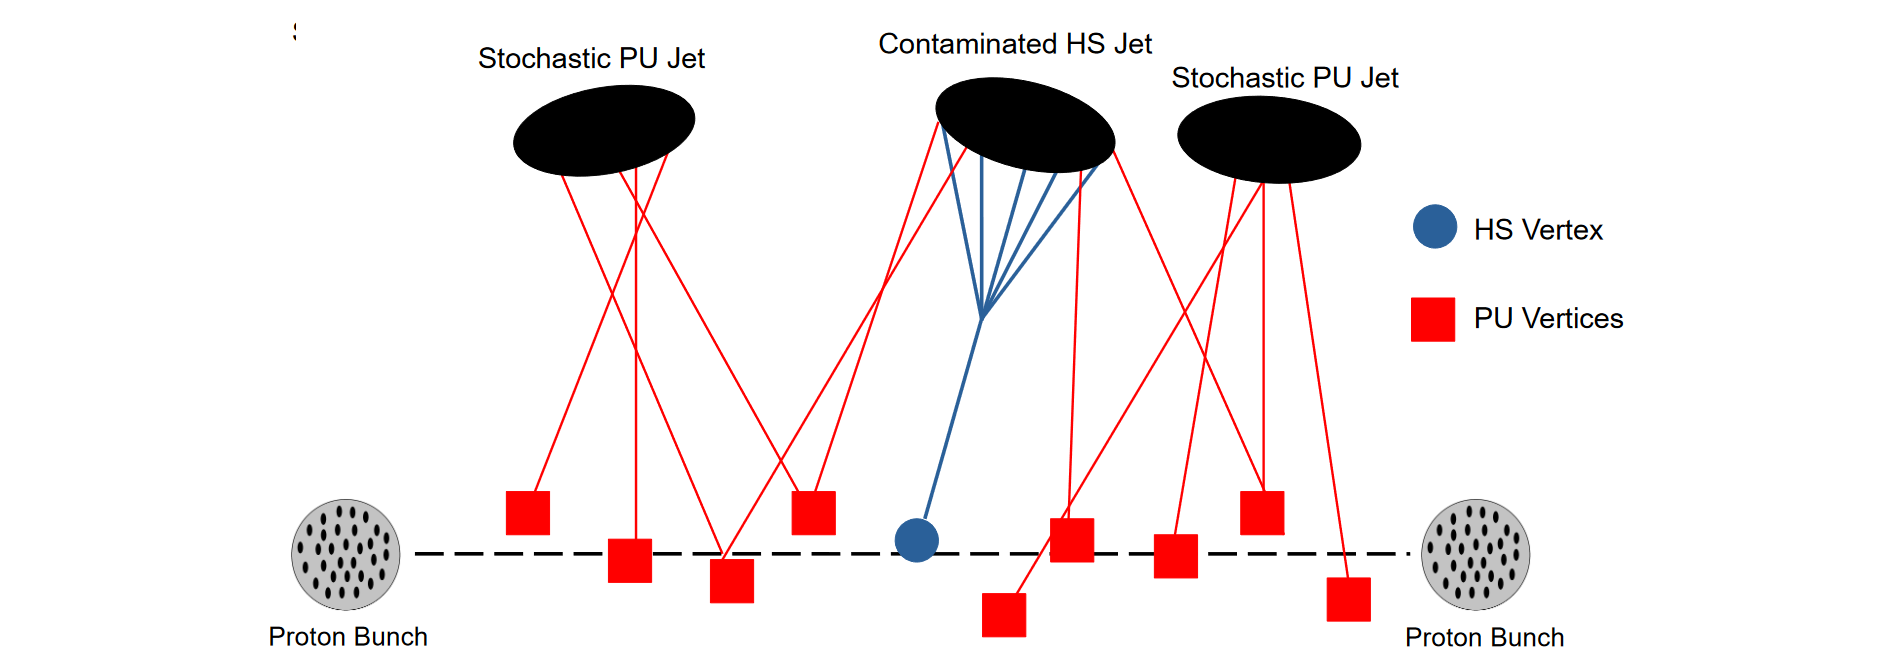 Stochastic PU Jet
Contaminated HS Jet
Stochastic PU Jet
HS Vertex
PU Vertices
Proton Bunch
Proton Bunch